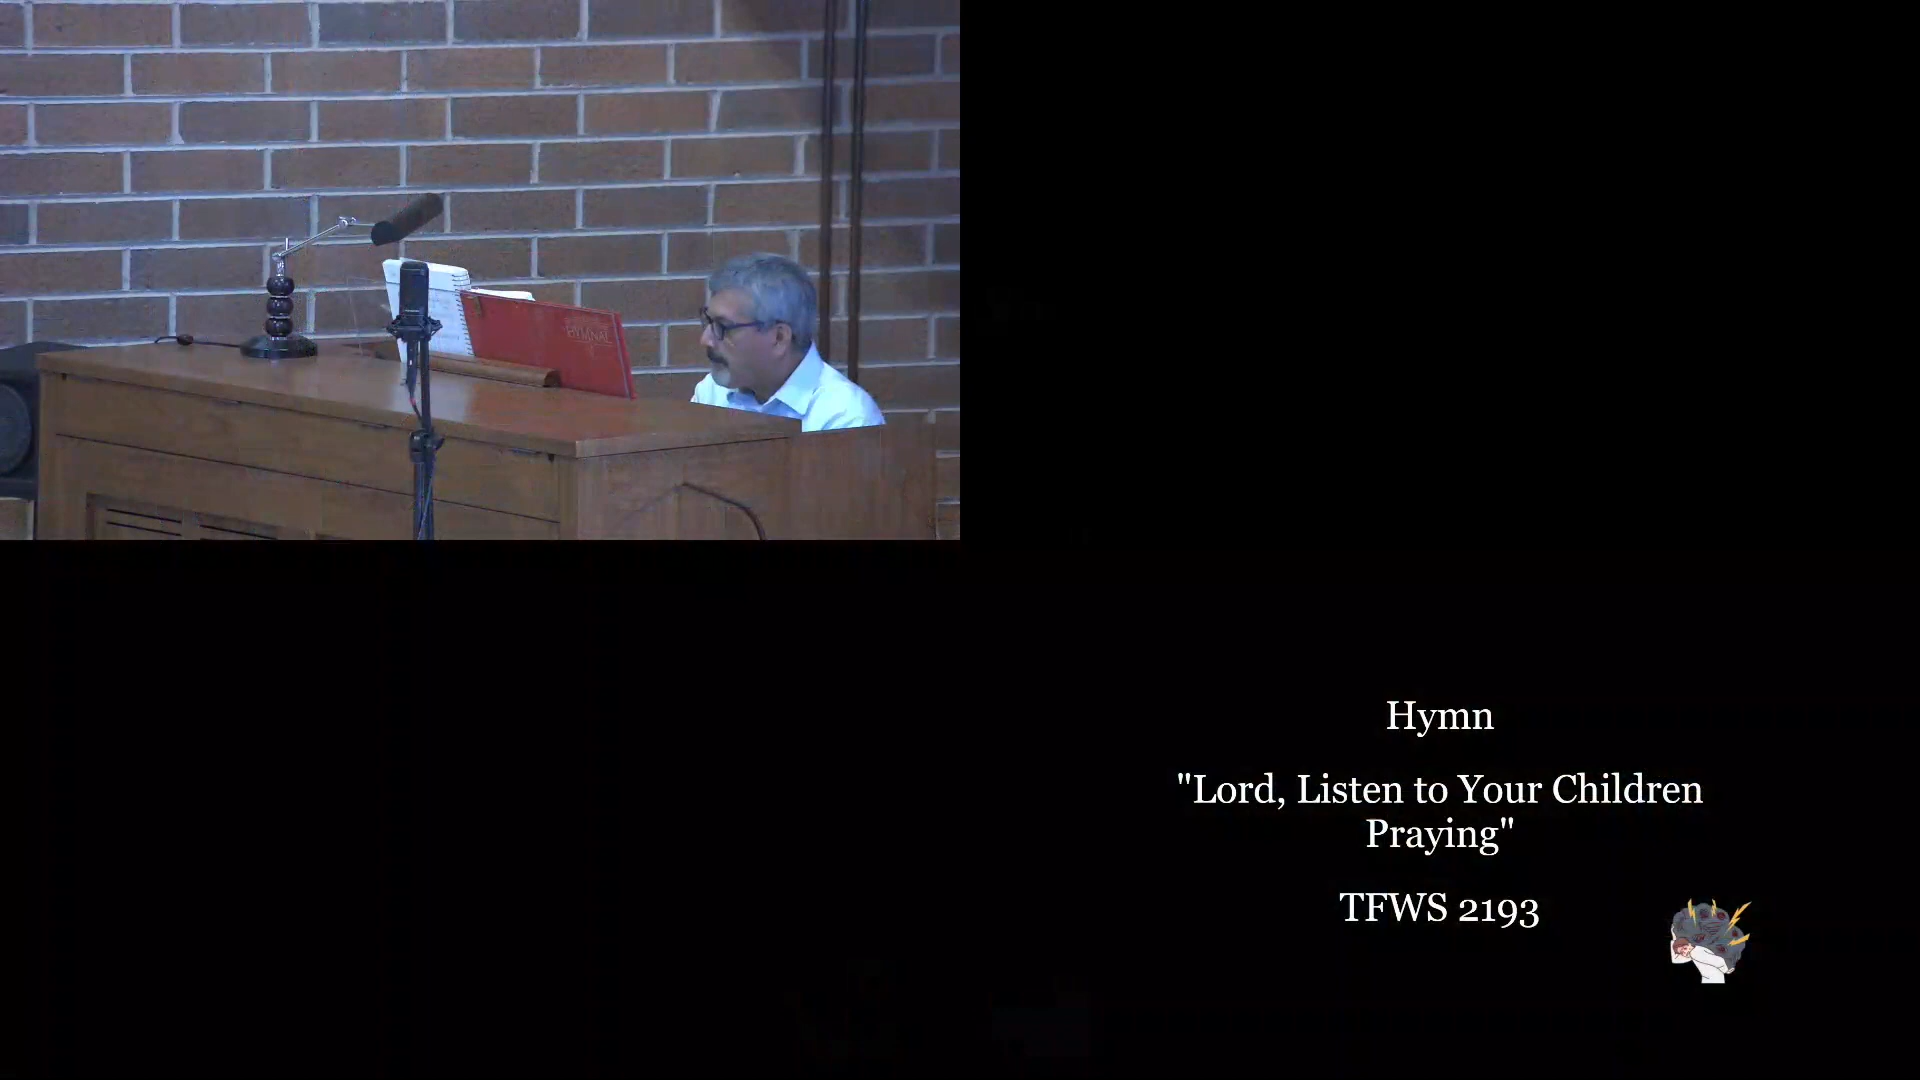 HYMNAL
Hymn
"Lord, Listen to Your Children
Praying"
TFWS 2193